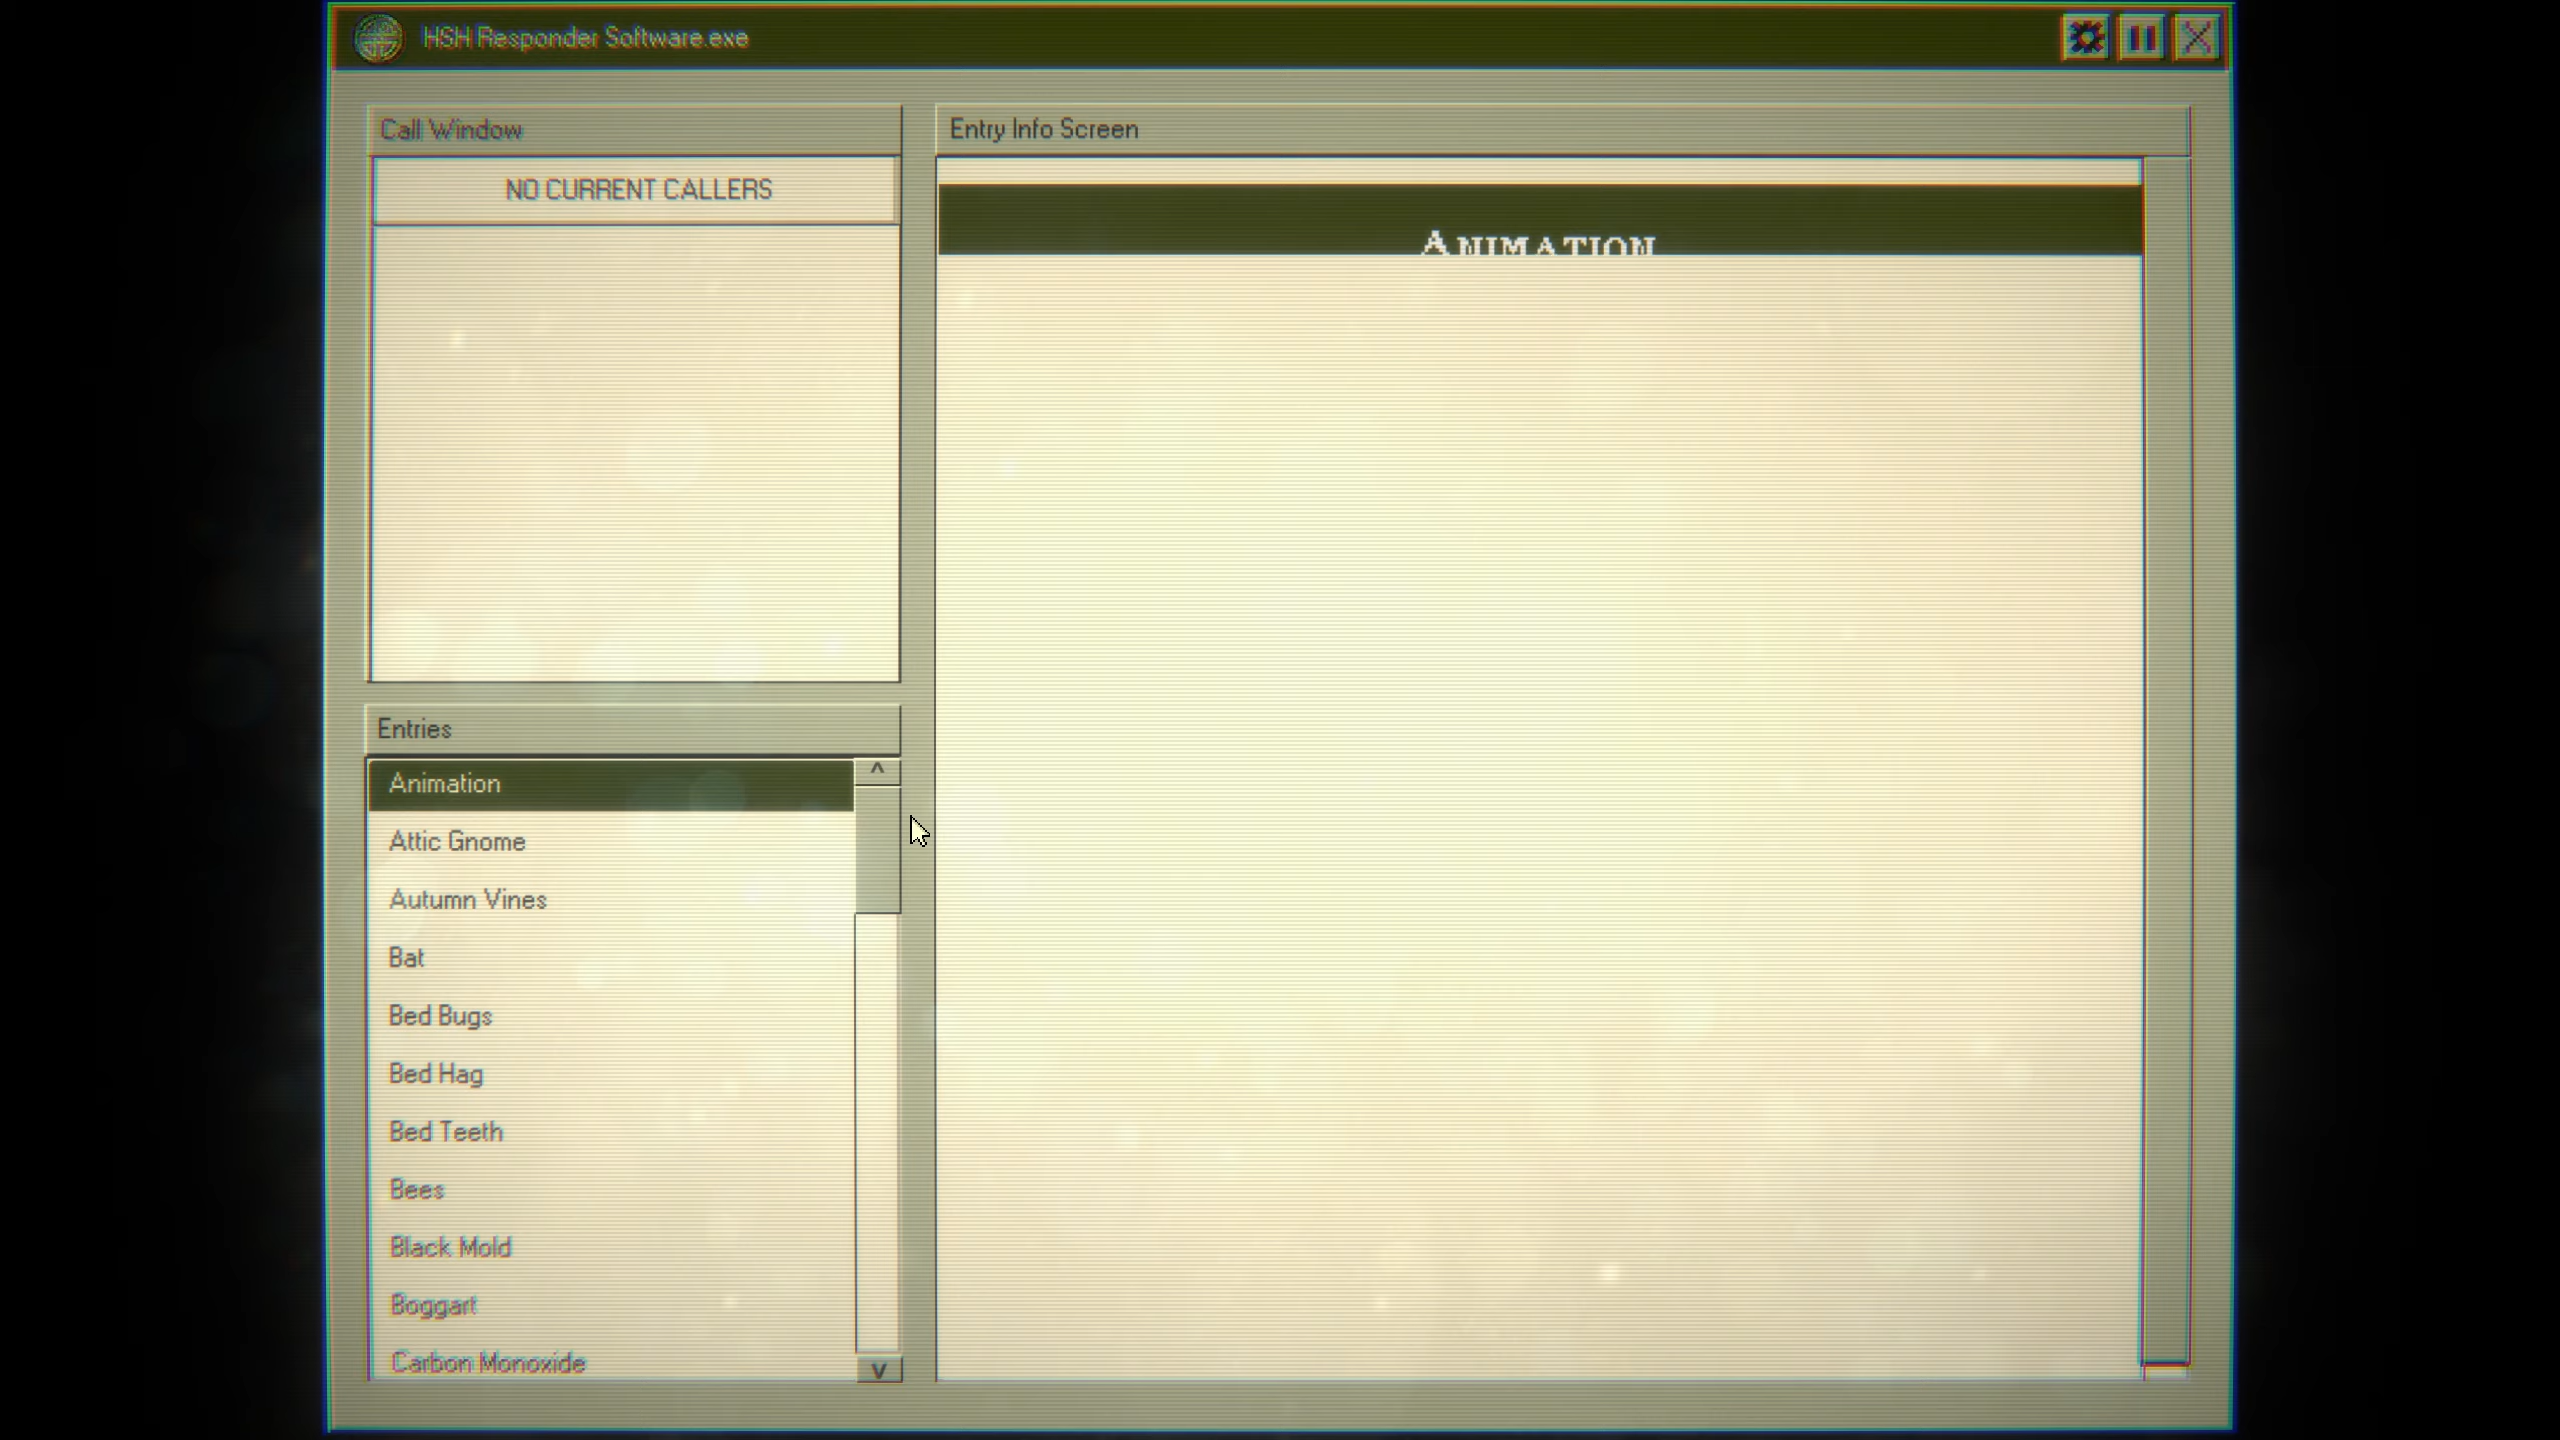 HSH Responder Software.exe
Call Window
NO CURRENT CALLERS
Entries
Animation
Attic Gnome
Autumn Vines
Bat
Bed Bugs
Bed Hag
Bed Teeth
Bees
Black Mold
Boggart
Carbon Monoxide
Entry Info Screen
ANIMATION